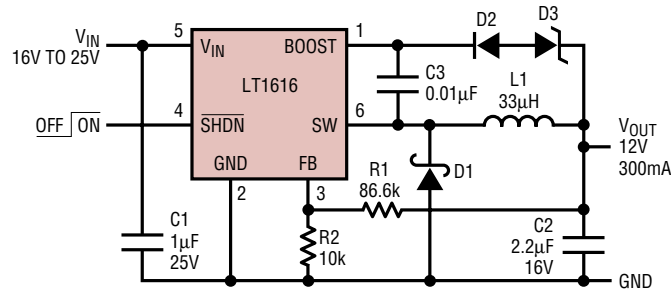 D2
D3
VIN
16V TO 25V
5
VIN
BOOST
1
LT1616
C3
0.01µF
L1
33µH
OFF ON
4
SHDN
SW
6
VOUT
12V
300mA
GND
FB
D1
2
3
R1
86.6k
C1
1µF
25V
R2
10k
C2
2.2µF
16V
GND